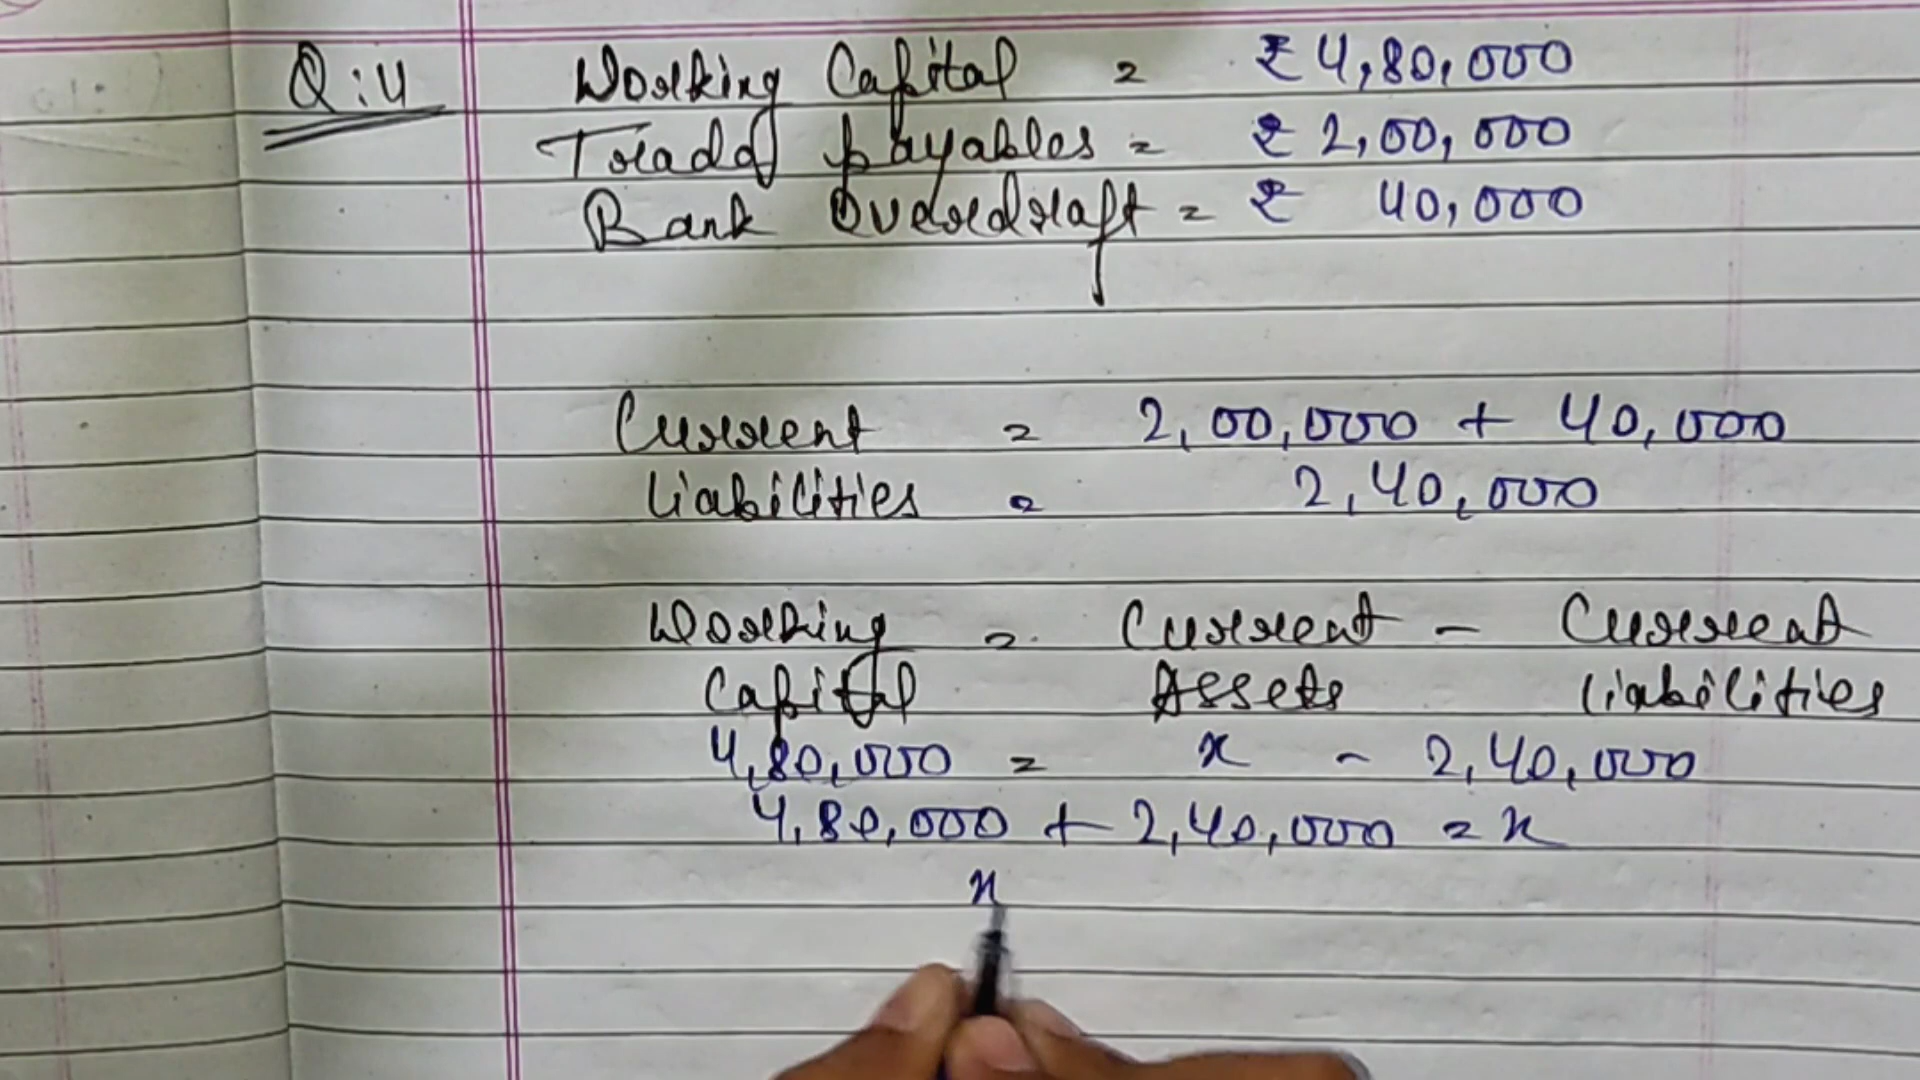 Q:4 Working Capital = ₹ 4,80,000
Trade payables = ₹ 2,00,000
Bank Overdraft = ₹ 40,000
Current = 2,00,000 + 40,000
liabilities = 2,40,000
Working = Current - Current
Capital Assets liabilities
4,80,000 = x - 2,40,000
4,80,000 + 2,40,000 = x
x